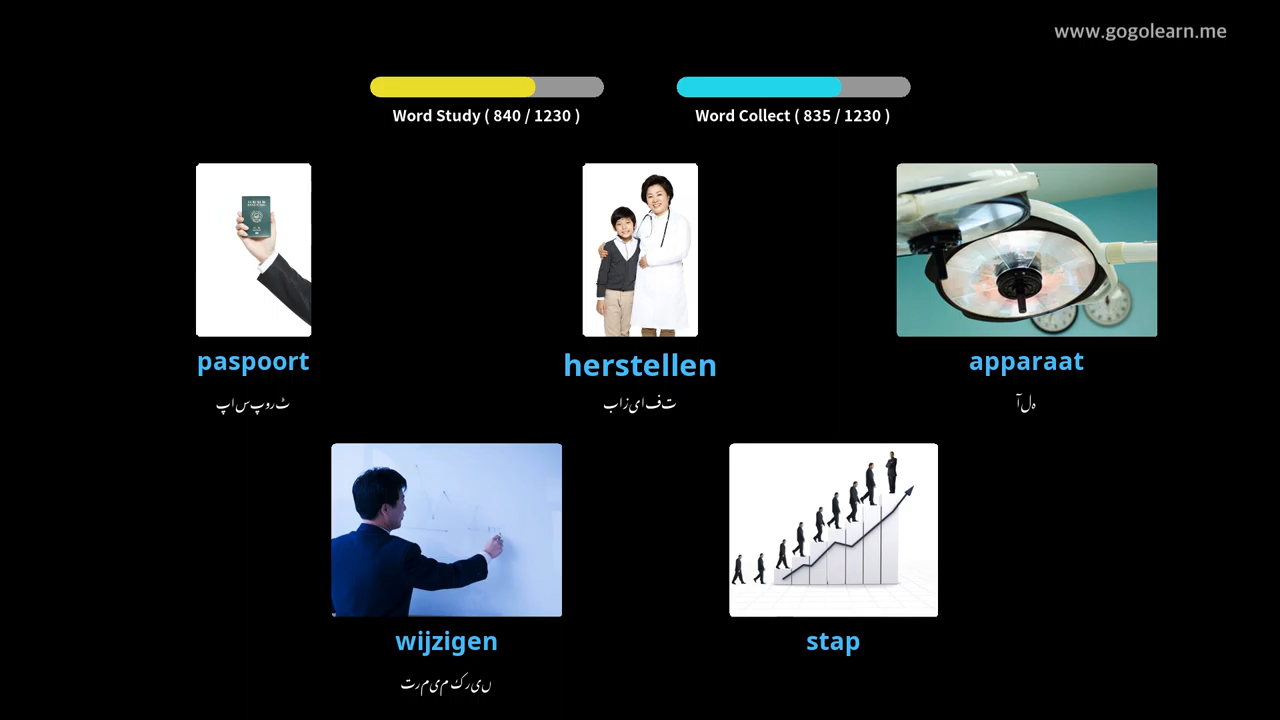 www.gogolearn.me
Word Study ( 840 / 1230 )
Word Collect ( 835 / 1230 )
paspoort
herstellen
apparaat
پاسپورٹ
بازیافت
آلہ
wijzigen
stap
ترمیم کریں